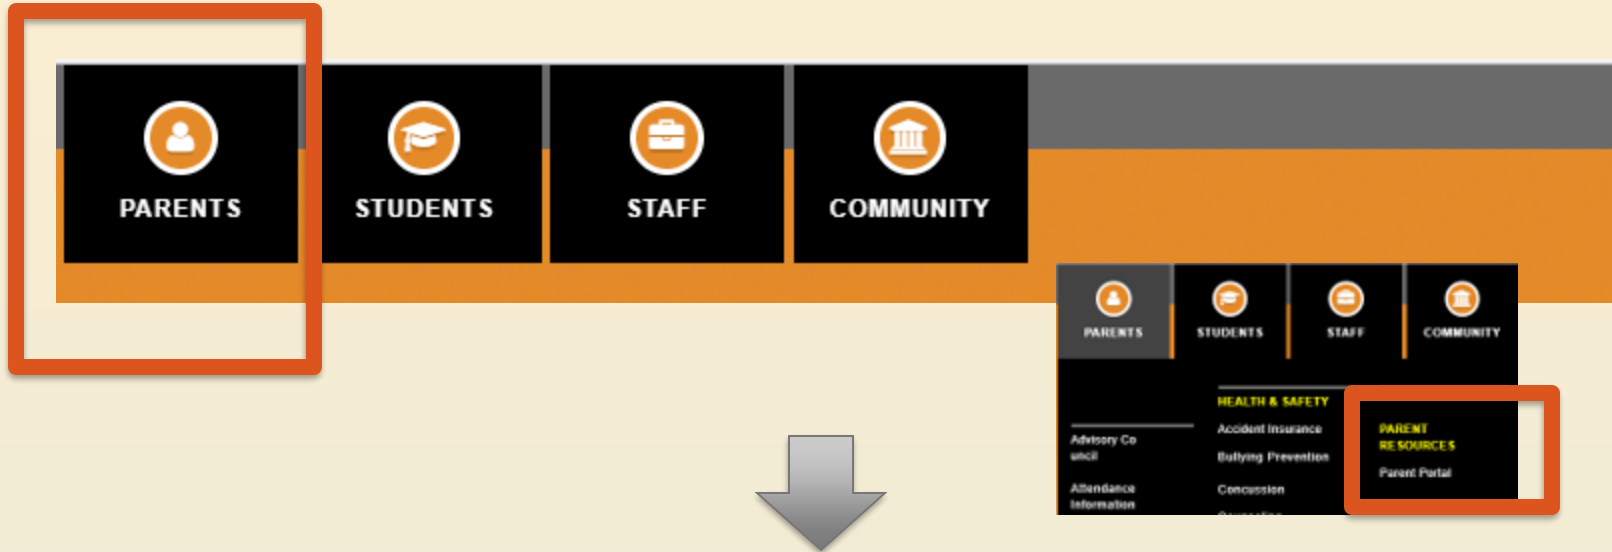 PARENTS
STUDENTS
STAFF
COMMUNITY
PARENTS
STUDENTS
STAFF
COMMUNITY
Advisory Co
uncil
Attendance
Information
HEALTH & SAFETY
Accident Insurance
Bullying Prevention
Concussion
PARENT
RESOURCES
Parent Portal